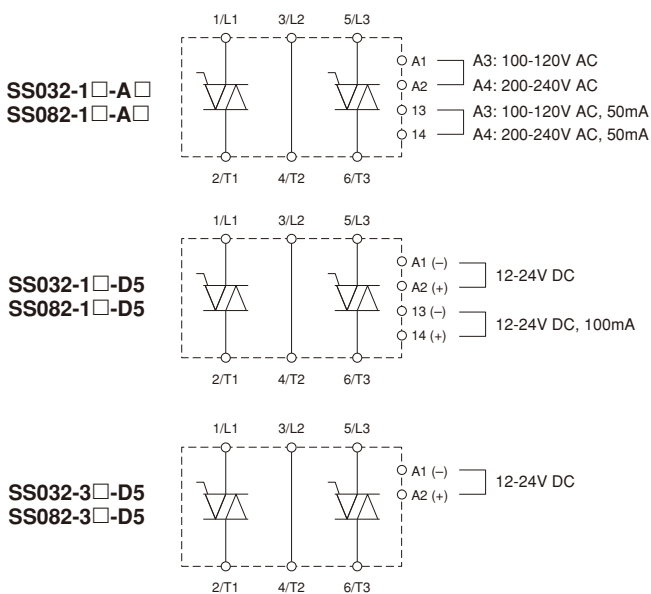 1/L1 3/L2 5/L3
SS032-1□-A□
SS082-1□-A□
A1 A3: 100-120V AC
A2 A4: 200-240V AC
13 A3: 100-120V AC, 50mA
14 A4: 200-240V AC, 50mA
2/T1 4/T2 6/T3
1/L1 3/L2 5/L3
SS032-1□-D5
SS082-1□-D5
A1 (–)
12-24V DC
A2 (+)
13 (–)
12-24V DC, 100mA
14 (+)
2/T1 4/T2 6/T3
1/L1 3/L2 5/L3
SS032-3□-D5
SS082-3□-D5
A1 (–)
12-24V DC
A2 (+)
2/T1 4/T2 6/T3